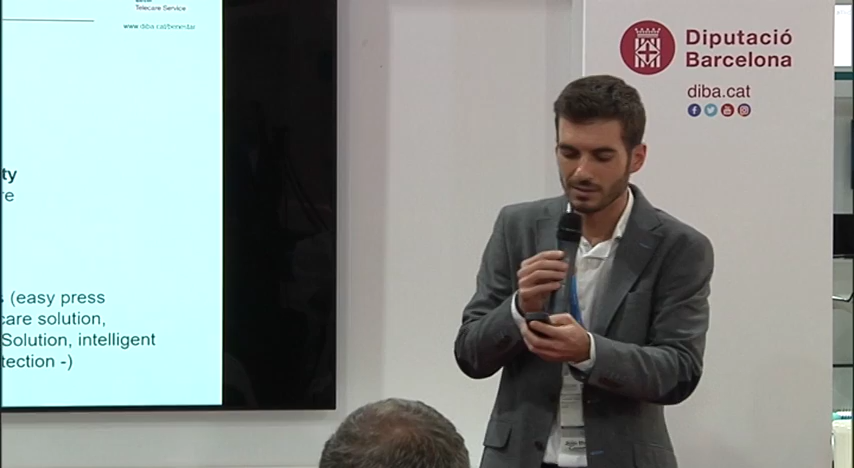 Telecare Service
www.diba.cat/benestar
ty
re
s (easy press
care solution,
Solution, intelligent
tection -)
Diputació
Barcelona
diba.cat